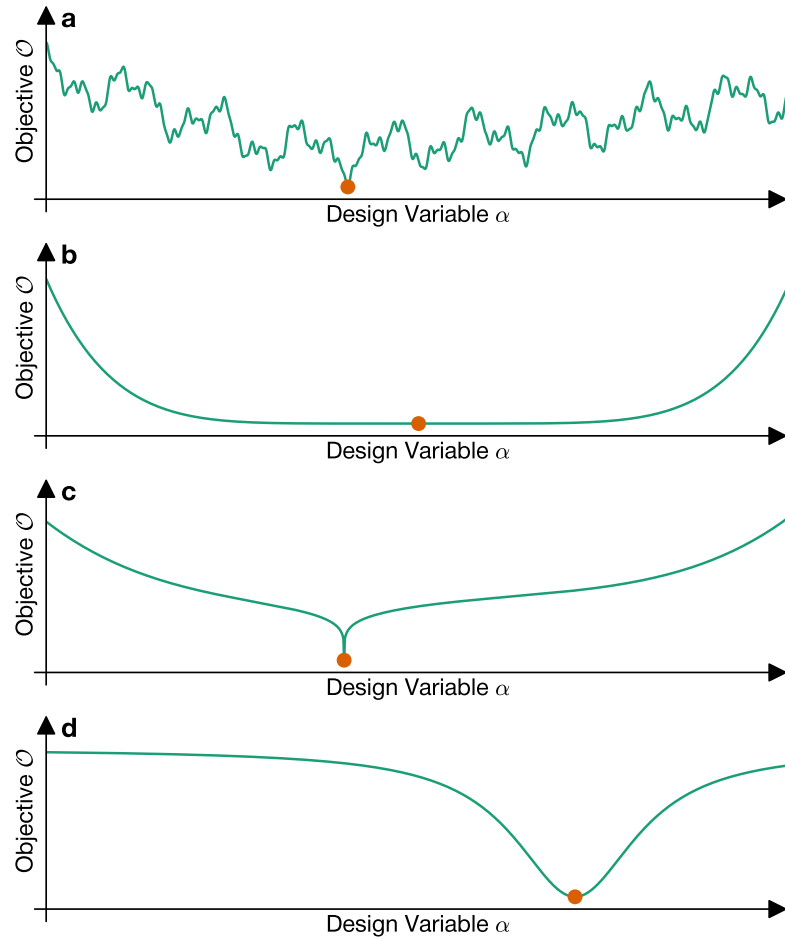 a
Objective 𝒪
Design Variable α
b
Objective 𝒪
Design Variable α
c
Objective 𝒪
Design Variable α
d
Objective 𝒪
Design Variable α